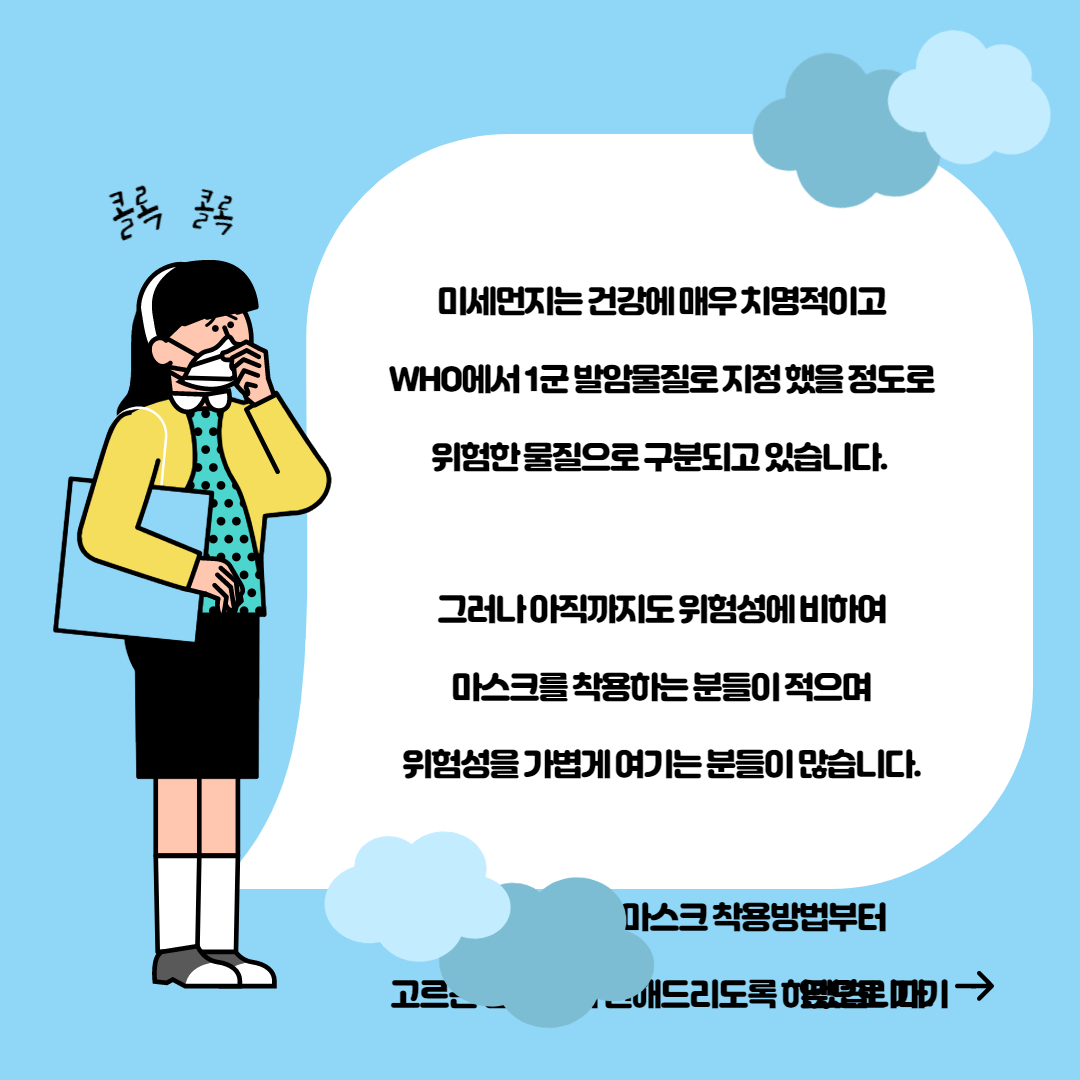 콜록 콜록
미세먼지는 건강에 매우 치명적이고
WHO에서 1군 발암물질로 지정 했을 정도로
위험한 물질으로 구분되고 있습니다.
그러나 아직까지도 위험성에 비하여
마스크를 착용하는 분들이 적으며
위험성을 가볍게 여기는 분들이 많습니다.
마스크 착용방법부터
고르는